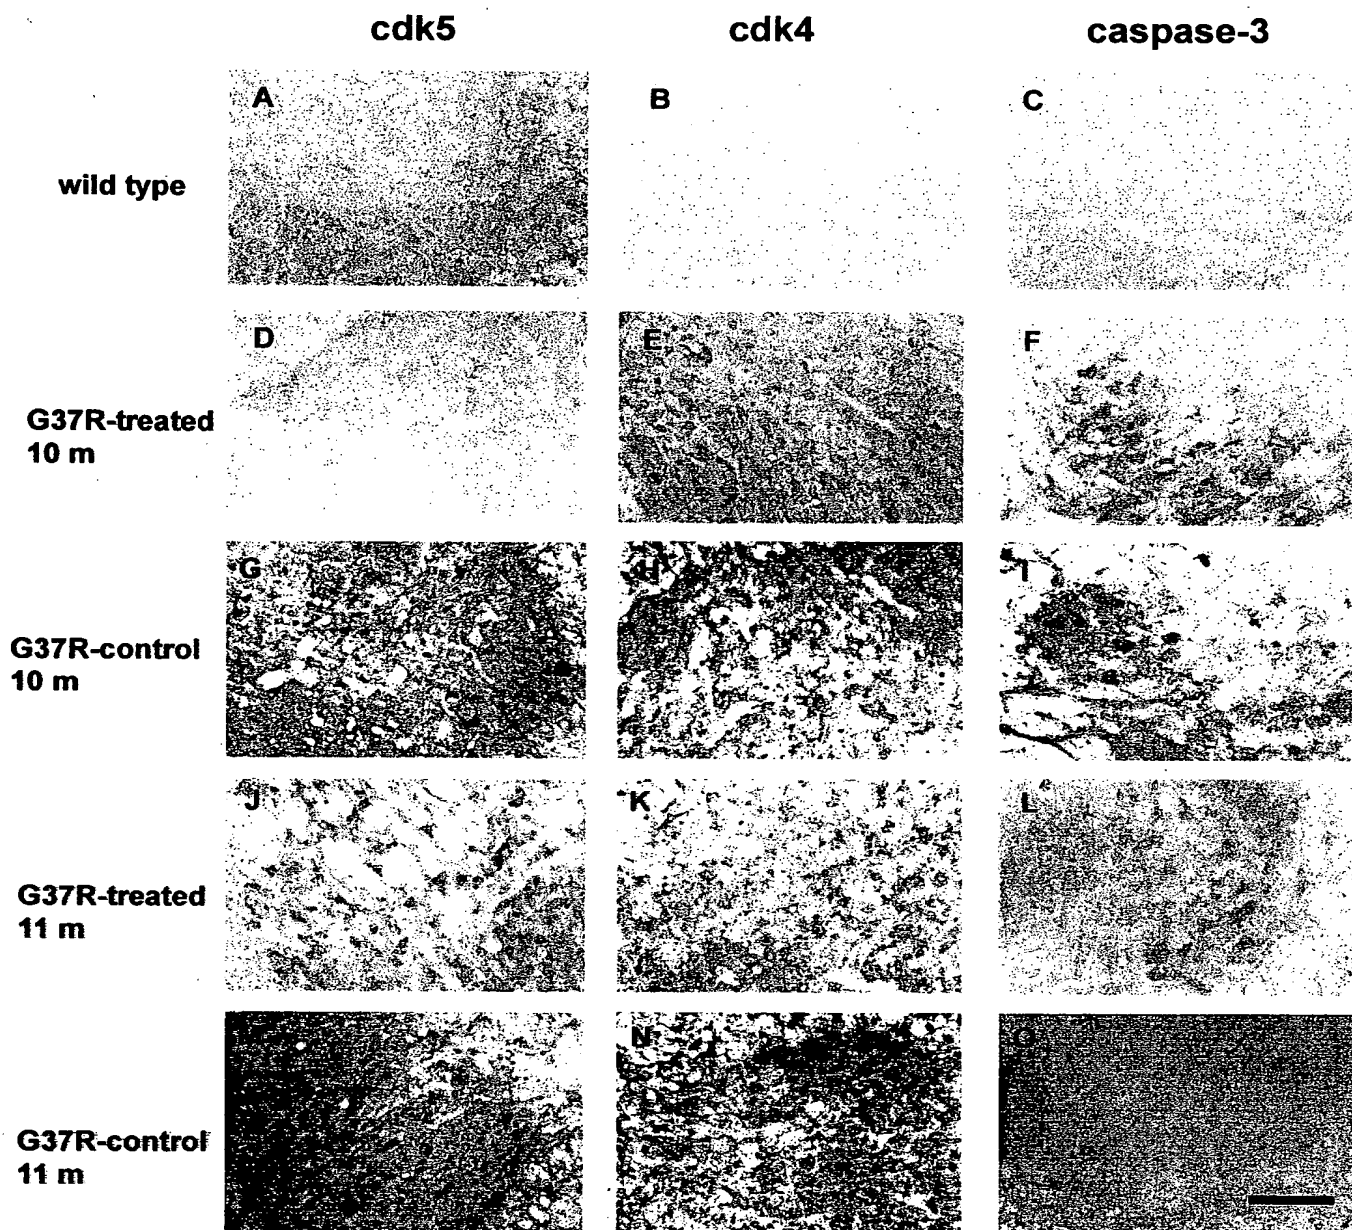 cdk5 cdk4 caspase-3
A B C
wild type
D E F
G37R-treated
10 m
G H I
G37R-control
10 m
J K L
G37R-treated
11 m
N
G37R-control
11 m